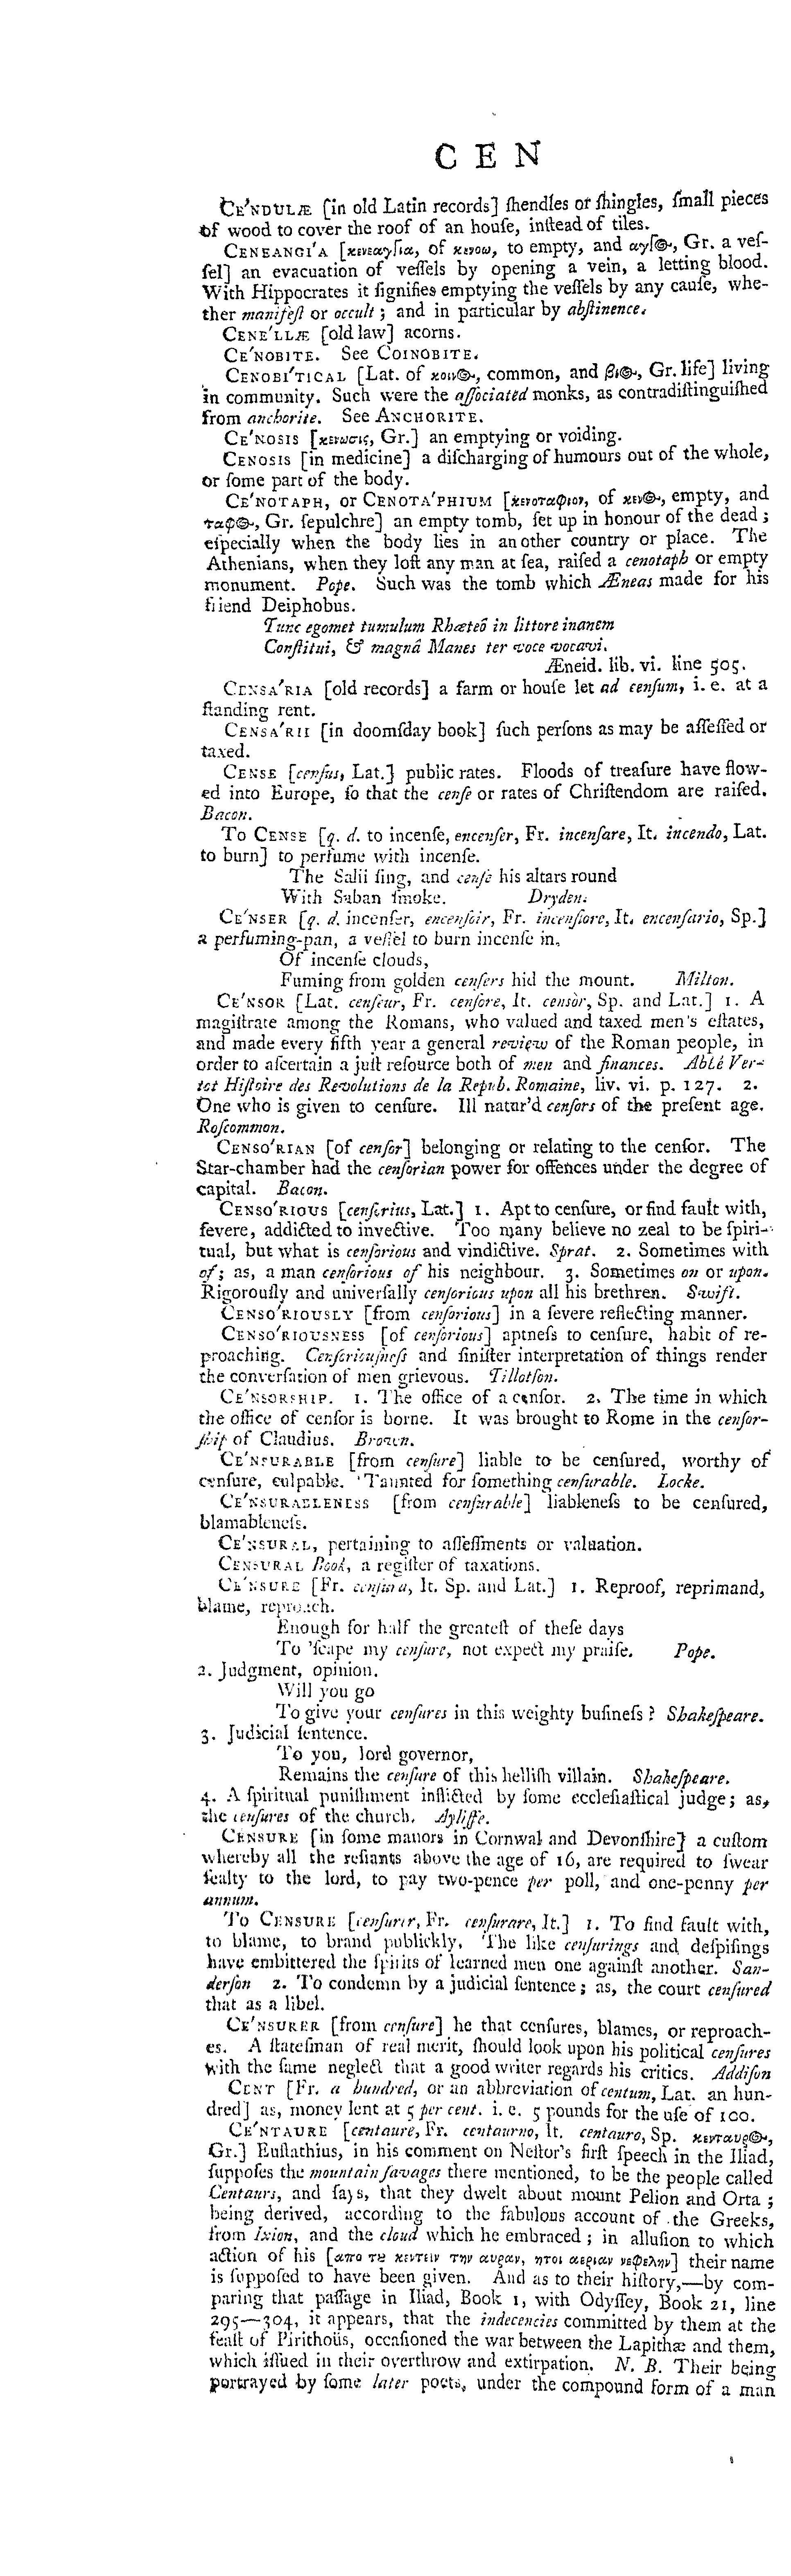 C E N
CE′NDULÆ [in old Latin records] ſhendles or ſhingles, ſmall pieces
of wood to cover the roof of an houſe, inſtead of tiles.
CENEANGI′A [κενεαγϳια, of κενοω, to empty, and αγϳ۞, Gr. a veſ-
ſel] an evacuation of veſſels by opening a vein, a letting blood.
With Hippocrates it ſignifies emptying the veſſels by any cauſe, whe-
ther manifeſt or occult; and in particular by abſtinence.
CENE′LLÆ [old law] acorns.
CE′NOBITE. See COINOBITE.
CENOBI′TICAL [Lat. of κοινος, common, and βιος, Gr. life] living
in community. Such were the aſſociated monks, as contradiſtinguiſhed
from anchorite. See ANCHORITE.
CE′NOSIS [κενωσις, Gr.] an emptying or voiding.
CENOSIS [in medicine] a diſcharging of humours out of the whole,
or ſome part of the body.
CE′NOTAPH, or CENOTA′PHIUM [κενοταφιον, of κενος, empty, and
ταφος, Gr. ſepulchre] an empty tomb, ſet up in honour of the dead;
eſpecially when the body lies in another country or place. The
Athenians, when they loſt any man at ſea, raiſed a cenotaph or empty
monument. Pope. Such was the tomb which Æneas made for his
friend Deiphobus.
Tunc egomet tumulum Rhæteô in littore inanem
Conſtitui, & magnâ Manes ter voce vocavi.
Æneid. lib. vi. line 505.
CENSA′RIA [old records] a farm or houſe let ad cenſum, i. e. at a
ſtanding rent.
CENSA′RII [in doomſday book] ſuch perſons as may be aſſeſſed or
taxed.
CENSE [cenſus, Lat.] public rates. Floods of treaſure have flow-
ed into Europe, ſo that the cenſe or rates of Chriſtendom are raiſed.
Bacon.
To CENSE [q. d. to incenſe, encenſer, Fr. incenſare, It. incendo, Lat.
to burn] to perfume with incenſe.
The Salii ſing, and cenſe his altars round
With Saban ſmoke. Dryden.
CE′NSER [q. d. incenſer, encenſoir, Fr. incenſiore, It. encenſario, Sp.]
a perfuming-pan, a veſſel to burn incenſe in.
Of incenſe clouds,
Fuming from golden cenſers hid the mount. Milton.
CE′NSOR [Lat. cenſeur, Fr. cenſore, It. censòr, Sp. and Lat.] 1. A
magiſtrate among the Romans, who valued and taxed men's eſtates,
and made every fifth year a general review of the Roman people, in
order to aſcertain a juſt reſource both of men and finances. Abbé Ver-
tot Hiſtoire des Revolutions de la Repub. Romaine, liv. vi. p. 127. 2.
One who is given to cenſure. Ill natur'd cenſors of the preſent age.
Roſcommon.
CENSO′RIAN [of cenſor] belonging or relating to the cenſor. The
Star-chamber had the cenſorian power for offences under the degree of
capital. Bacon.
CENSO′RIOUS [cenſorius, Lat.] 1. Apt to cenſure, or find fault with,
ſevere, addicted to invective. Too many believe no zeal to be ſpiri-
tual, but what is cenſorious and vindictive. Sprat. 2. Sometimes with
of; as, a man cenſorious of his neighbour. 3. Sometimes on or upon.
Rigorouſly and univerſally cenſorious upon all his brethren. Swift.
CENSO′RIOUSLY [from cenſorious] in a ſevere reflecting manner.
CENSO′RIOUSNESS [of cenſorious] aptneſs to cenſure, habit of re-
proaching. Cenſoriouſneſs and ſiniſter interpretation of things render
the converſation of men grievous. Tillotſon.
CE′NSORSHIP. 1. The office of a cenſor. 2. The time in which
the office of cenſor is borne. It was brought to Rome in the cenſor-
ſhip of Claudius. Brown.
CE′NSURABLE [from cenſure] liable to be cenſured, worthy of
cenſure, culpable. Taunted for ſomething cenſurable. Locke.
CE′NSURABLENESS [from cenſurable] liableneſs to be cenſured,
blamableneſs.
CE′NSURAL, pertaining to aſſeſſments or valuation.
CENSURAL Book, a regiſter of taxations.
CE′NSURE [Fr. cenſura, It. Sp. and Lat.] 1. Reproof, reprimand,
blame, reproach.
Enough for half the greateſt of theſe days
To 'ſcape my cenſure, not expect my praiſe. Pope.
2. Judgment, opinion.
Will you go
To give your cenſures in this weighty buſineſs? Shakeſpeare.
3. Judicial ſentence.
To you, lord governor,
Remains the cenſure of this helliſh villain. Shakeſpeare.
4. A ſpiritual puniſhment inflicted by ſome eccleſiaſtical judge; as,
the cenſures of the church. Ayliffe.
CENSURE [in ſome manors in Cornwal and Devonſhire] a cuſtom
whereby all the reſiants above the age of 16, are required to ſwear
fealty to the lord, to pay two-pence per poll, and one-penny per
annum.
To CENSURE [cenſurer, Fr. cenſurare, It.] 1. To find fault with,
to blame, to brand publickly. The like cenſurings and deſpiſings
have embittered the ſpirits of learned men one againſt another. San-
derſon 2. To condemn by a judicial ſentence; as, the court cenſured
that as a libel.
CE′NSURER [from cenſure] he that cenſures, blames, or reproach-
es. A ſtateſman of real merit, ſhould look upon his political cenſures
with the ſame neglect that a good writer regards his critics. Addiſon
CENT [Fr. a hundred, or an abbreviation of centum, Lat. an hun-
dred] as, money lent at 5 per cent. i. e. 5 pounds for the uſe of 100.
CE′NTAURE [centaure, Fr. centaurno, It. centauro, Sp. κενταυρος,
Gr.] Euſtathius, in his comment on Neſtor's firſt ſpeech in the Iliad,
ſuppoſes the mountain ſavages there mentioned, to be the people called
Centaurs, and ſays, that they dwelt about mount Pelion and Orta;
being derived, according to the fabulous account of the Greeks,
from Ixion, and the cloud which he embraced; in alluſion to which
action of his [απο τȣ κεντειν την αυραν, ητοι αεριαν νεφελην] their name
is ſuppoſed to have been given. And as to their hiſtory,—by com-
paring that paſſage in Iliad, Book 1, with Odyſſey, Book 21, line
295—304, it appears, that the indecencies committed by them at the
feaſt of Pirithoüs, occaſioned the war between the Lapithæ and them,
which iſſued in their overthrow and extirpation. N. B. Their being
portrayed by ſome later poets, under the compound form of a man